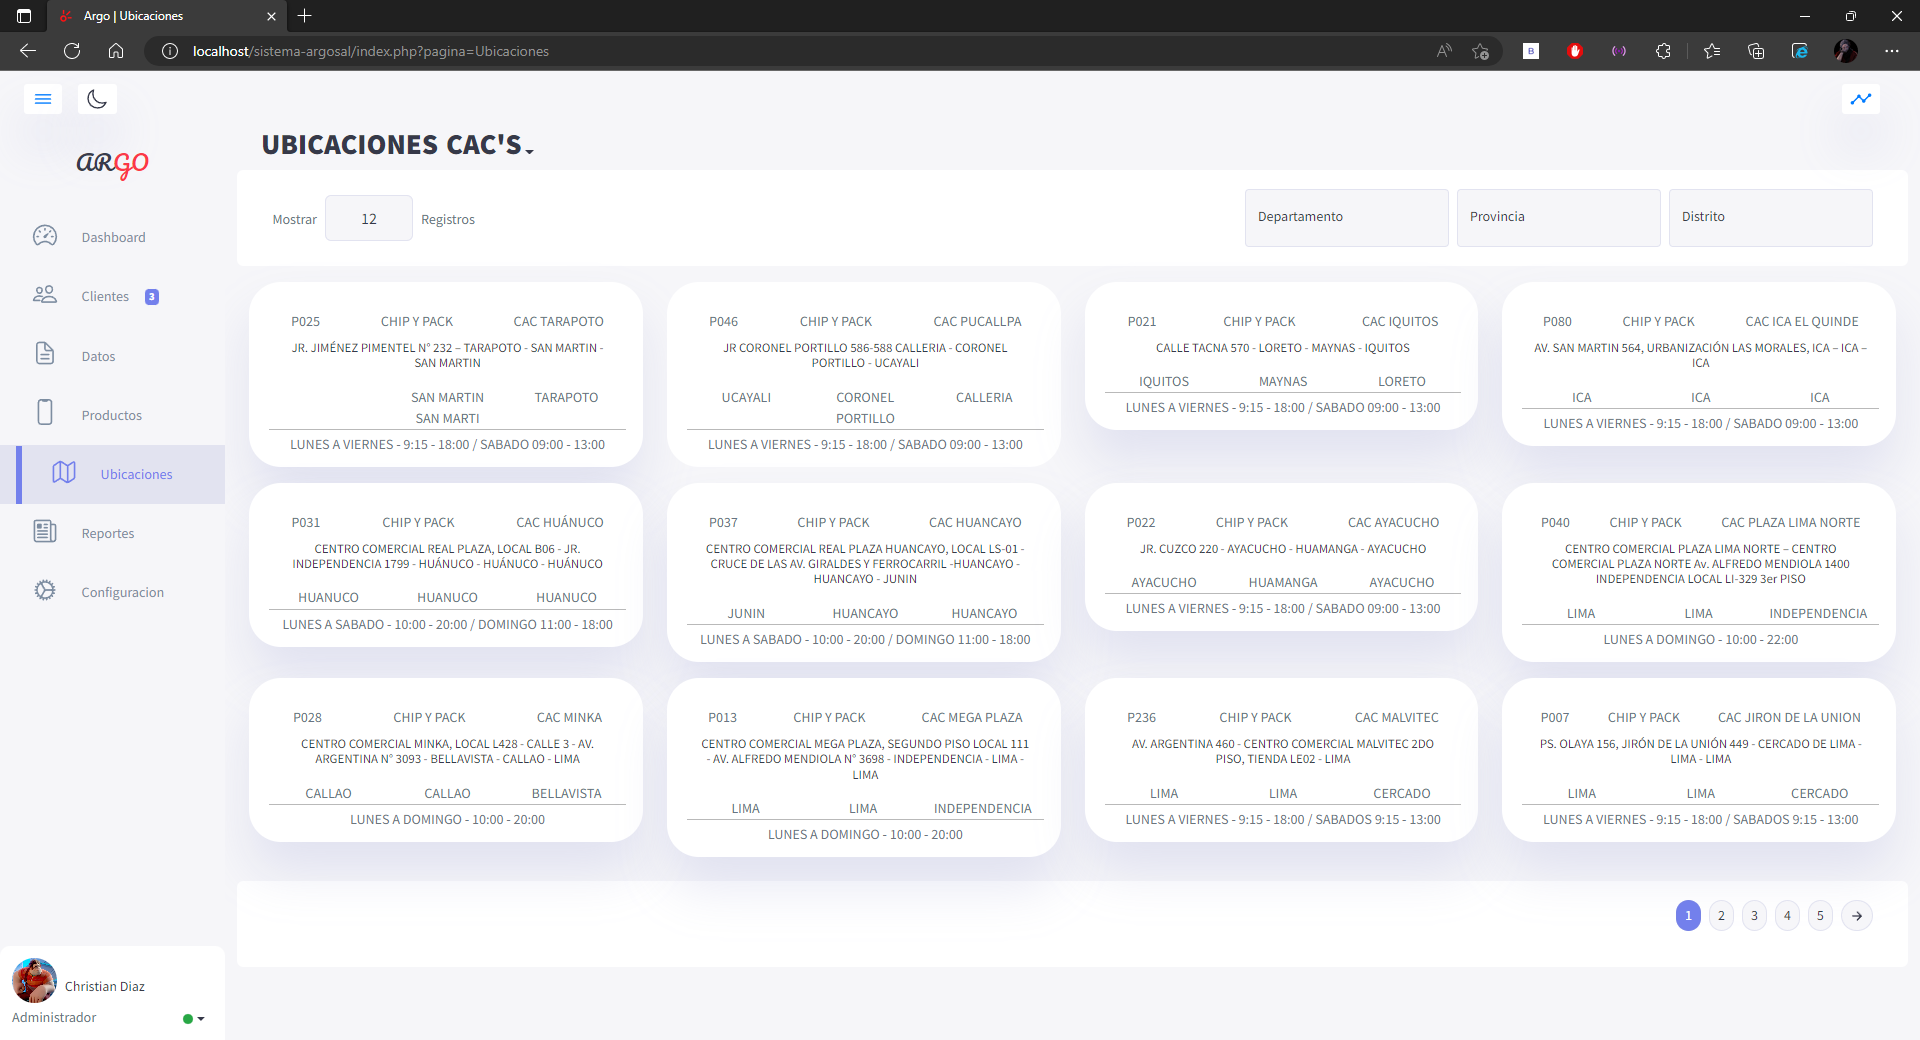 Argo | Ubicaciones
localhost/sistema-argosal/index.php?pagina=Ubicaciones
ARGO
Dashboard
Clientes 3
Datos
Productos
Ubicaciones
Reportes
Configuracion
Christian Diaz
Administrador
UBICACIONES CAC'S
Mostrar 12 Registros
Departamento Provincia Distrito
P025 CHIP Y PACK CAC TARAPOTO
JR. JIMÉNEZ PIMENTEL N° 232 – TARAPOTO - SAN MARTIN -
SAN MARTIN
SAN MARTIN TARAPOTO
SAN MARTI
LUNES A VIERNES - 9:15 - 18:00 / SABADO 09:00 - 13:00
P046 CHIP Y PACK CAC PUCALLPA
JR CORONEL PORTILLO 586-588 CALLERIA - CORONEL
PORTILLO - UCAYALI
UCAYALI CORONEL CALLERIA
PORTILLO
LUNES A VIERNES - 9:15 - 18:00 / SABADO 09:00 - 13:00
P021 CHIP Y PACK CAC IQUITOS
CALLE TACNA 570 - LORETO - MAYNAS - IQUITOS
IQUITOS MAYNAS LORETO
LUNES A VIERNES - 9:15 - 18:00 / SABADO 09:00 - 13:00
P080 CHIP Y PACK CAC ICA EL QUINDE
AV. SAN MARTIN 564, URBANIZACIÓN LAS MORALES, ICA – ICA –
ICA
ICA ICA ICA
LUNES A VIERNES - 9:15 - 18:00 / SABADO 09:00 - 13:00
P031 CHIP Y PACK CAC HUÁNUCO
CENTRO COMERCIAL REAL PLAZA, LOCAL B06 - JR.
INDEPENDENCIA 1799 - HUÁNUCO - HUÁNUCO - HUÁNUCO
HUANUCO HUANUCO HUANUCO
LUNES A SABADO - 10:00 - 20:00 / DOMINGO 11:00 - 18:00
P037 CHIP Y PACK CAC HUANCAYO
CENTRO COMERCIAL REAL PLAZA HUANCAYO, LOCAL LS-01 -
CRUCE DE LAS AV. GIRALDES Y FERROCARRIL -HUANCAYO -
HUANCAYO - JUNIN
JUNIN HUANCAYO HUANCAYO
LUNES A SABADO - 10:00 - 20:00 / DOMINGO 11:00 - 18:00
P022 CHIP Y PACK CAC AYACUCHO
JR. CUZCO 220 - AYACUCHO - HUAMANGA - AYACUCHO
AYACUCHO HUAMANGA AYACUCHO
LUNES A VIERNES - 9:15 - 18:00 / SABADO 09:00 - 13:00
P040 CHIP Y PACK CAC PLAZA LIMA NORTE
CENTRO COMERCIAL PLAZA LIMA NORTE – CENTRO
COMERCIAL PLAZA NORTE Av. ALFREDO MENDIOLA 1400
INDEPENDENCIA LOCAL LI-329 3er PISO
LIMA LIMA INDEPENDENCIA
LUNES A DOMINGO - 10:00 - 22:00
P028 CHIP Y PACK CAC MINKA
CENTRO COMERCIAL MINKA, LOCAL L428 - CALLE 3 - AV.
ARGENTINA N° 3093 - BELLAVISTA - CALLAO - LIMA
CALLAO CALLAO BELLAVISTA
LUNES A DOMINGO - 10:00 - 20:00
P013 CHIP Y PACK CAC MEGA PLAZA
CENTRO COMERCIAL MEGA PLAZA, SEGUNDO PISO LOCAL 111
- AV. ALFREDO MENDIOLA N° 3698 - INDEPENDENCIA - LIMA -
LIMA
LIMA LIMA INDEPENDENCIA
LUNES A DOMINGO - 10:00 - 20:00
P236 CHIP Y PACK CAC MALVITEC
AV. ARGENTINA 460 - CENTRO COMERCIAL MALVITEC 2DO
PISO, TIENDA LE02 - LIMA
LIMA LIMA CERCADO
LUNES A VIERNES - 9:15 - 18:00 / SABADOS 9:15 - 13:00
P007 CHIP Y PACK CAC JIRON DE LA UNION
PS. OLAYA 156, JIRÓN DE LA UNIÓN 449 - CERCADO DE LIMA -
LIMA - LIMA
LIMA LIMA CERCADO
LUNES A VIERNES - 9:15 - 18:00 / SABADOS 9:15 - 13:00
1 2 3 4 5